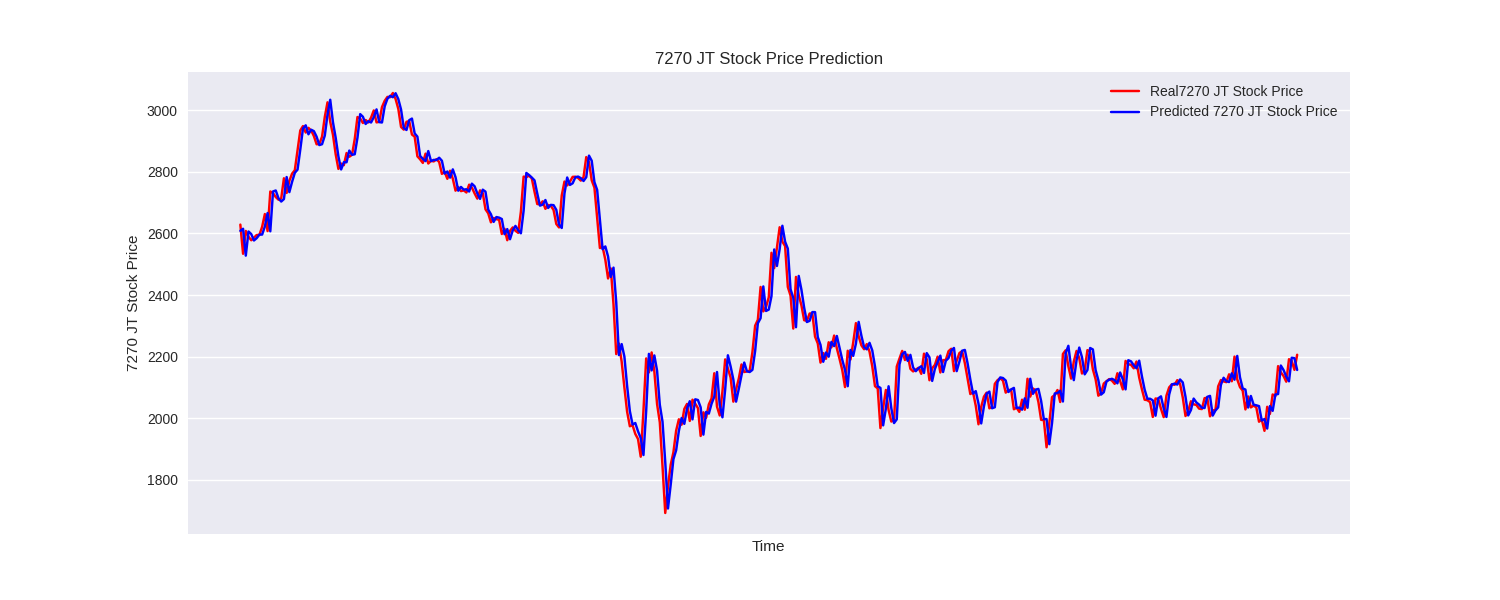 7270 JT Stock Price Prediction
Real7270 JT Stock Price
Predicted 7270 JT Stock Price
7270 JT Stock Price
3000
2800
2600
2400
2200
2000
1800
Time